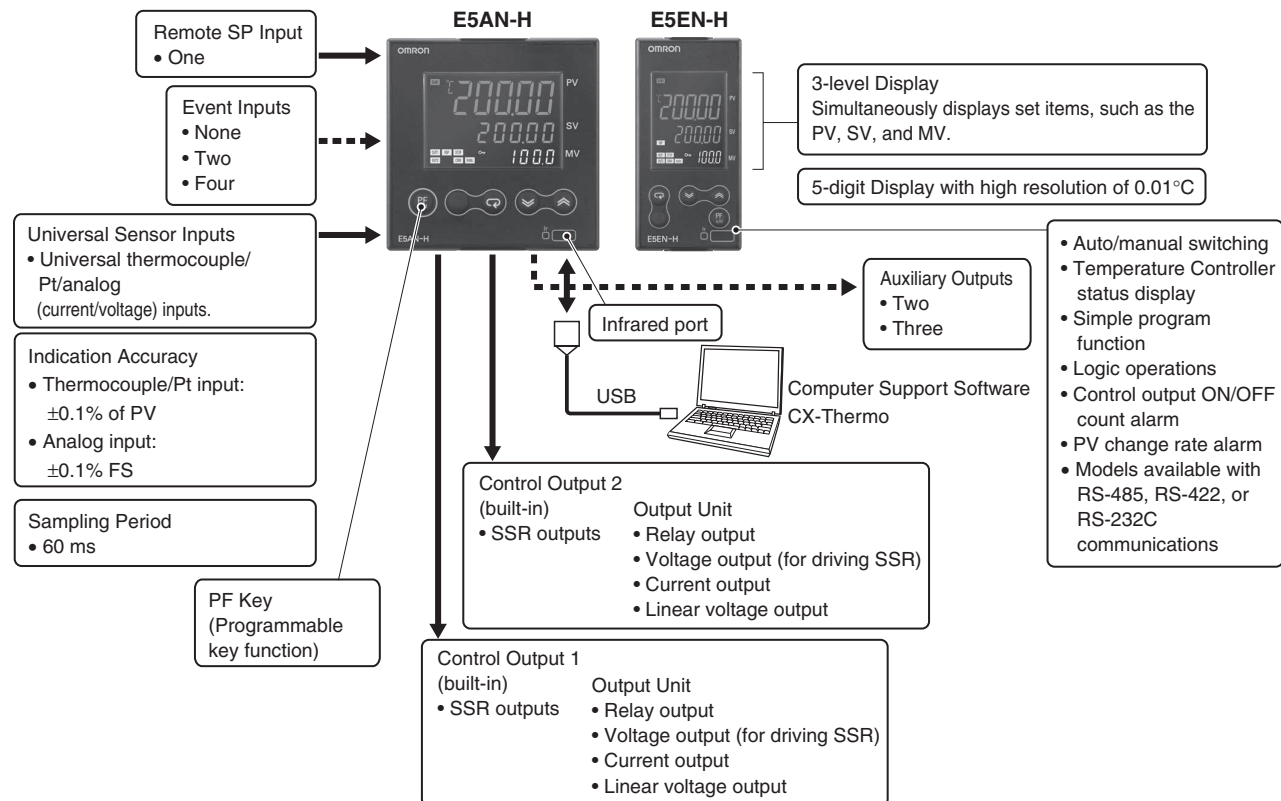 E5AN-H
E5EN-H
Remote SP Input
• One
Event Inputs
• None
• Two
• Four
Universal Sensor Inputs
• Universal thermocouple/
Pt/analog
(current/voltage) inputs.
Indication Accuracy
• Thermocouple/Pt input:
±0.1% of PV
• Analog input:
±0.1% FS
Sampling Period
• 60 ms
PF Key
(Programmable
key function)
OMRON
°C
200.00
PV
200.00
SV
100.0
MV
PF
E5AN-H
OMRON
°C
200.00
PV
200.00
SV
100.0
MV
PF
E5EN-H
3-level Display
Simultaneously displays set items, such as the
PV, SV, and MV.
5-digit Display with high resolution of 0.01°C
• Auto/manual switching
• Temperature Controller
status display
• Simple program
function
• Logic operations
• Control output ON/OFF
count alarm
• PV change rate alarm
• Models available with
RS-485, RS-422, or
RS-232C
communications
Auxiliary Outputs
• Two
• Three
Infrared port
USB
Computer Support Software
CX-Thermo
Control Output 2
(built-in)
• SSR outputs
Output Unit
• Relay output
• Voltage output (for driving SSR)
• Current output
• Linear voltage output
Control Output 1
(built-in)
• SSR outputs
Output Unit
• Relay output
• Voltage output (for driving SSR)
• Current output
• Linear voltage output